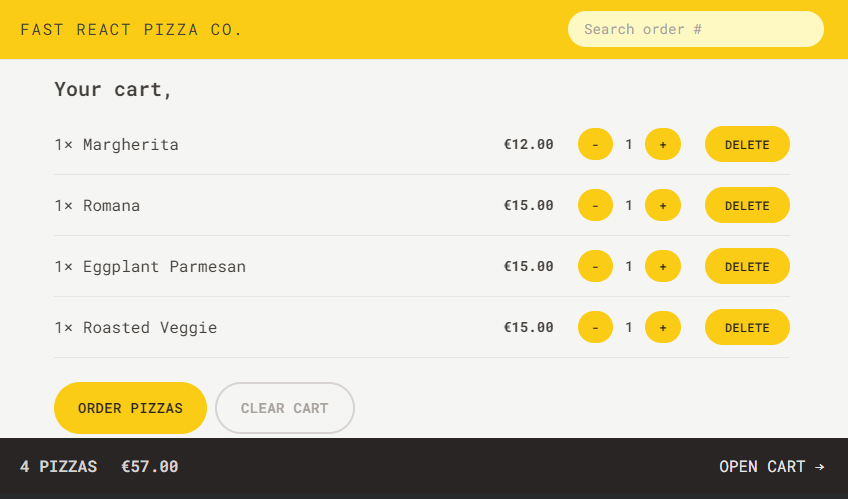 FAST REACT PIZZA CO. Search order #
Your cart,
1× Margherita €12.00 - 1 + DELETE
1× Romana €15.00 - 1 + DELETE
1× Eggplant Parmesan €15.00 - 1 + DELETE
1× Roasted Veggie €15.00 - 1 + DELETE
ORDER PIZZAS CLEAR CART
4 PIZZAS €57.00 OPEN CART →